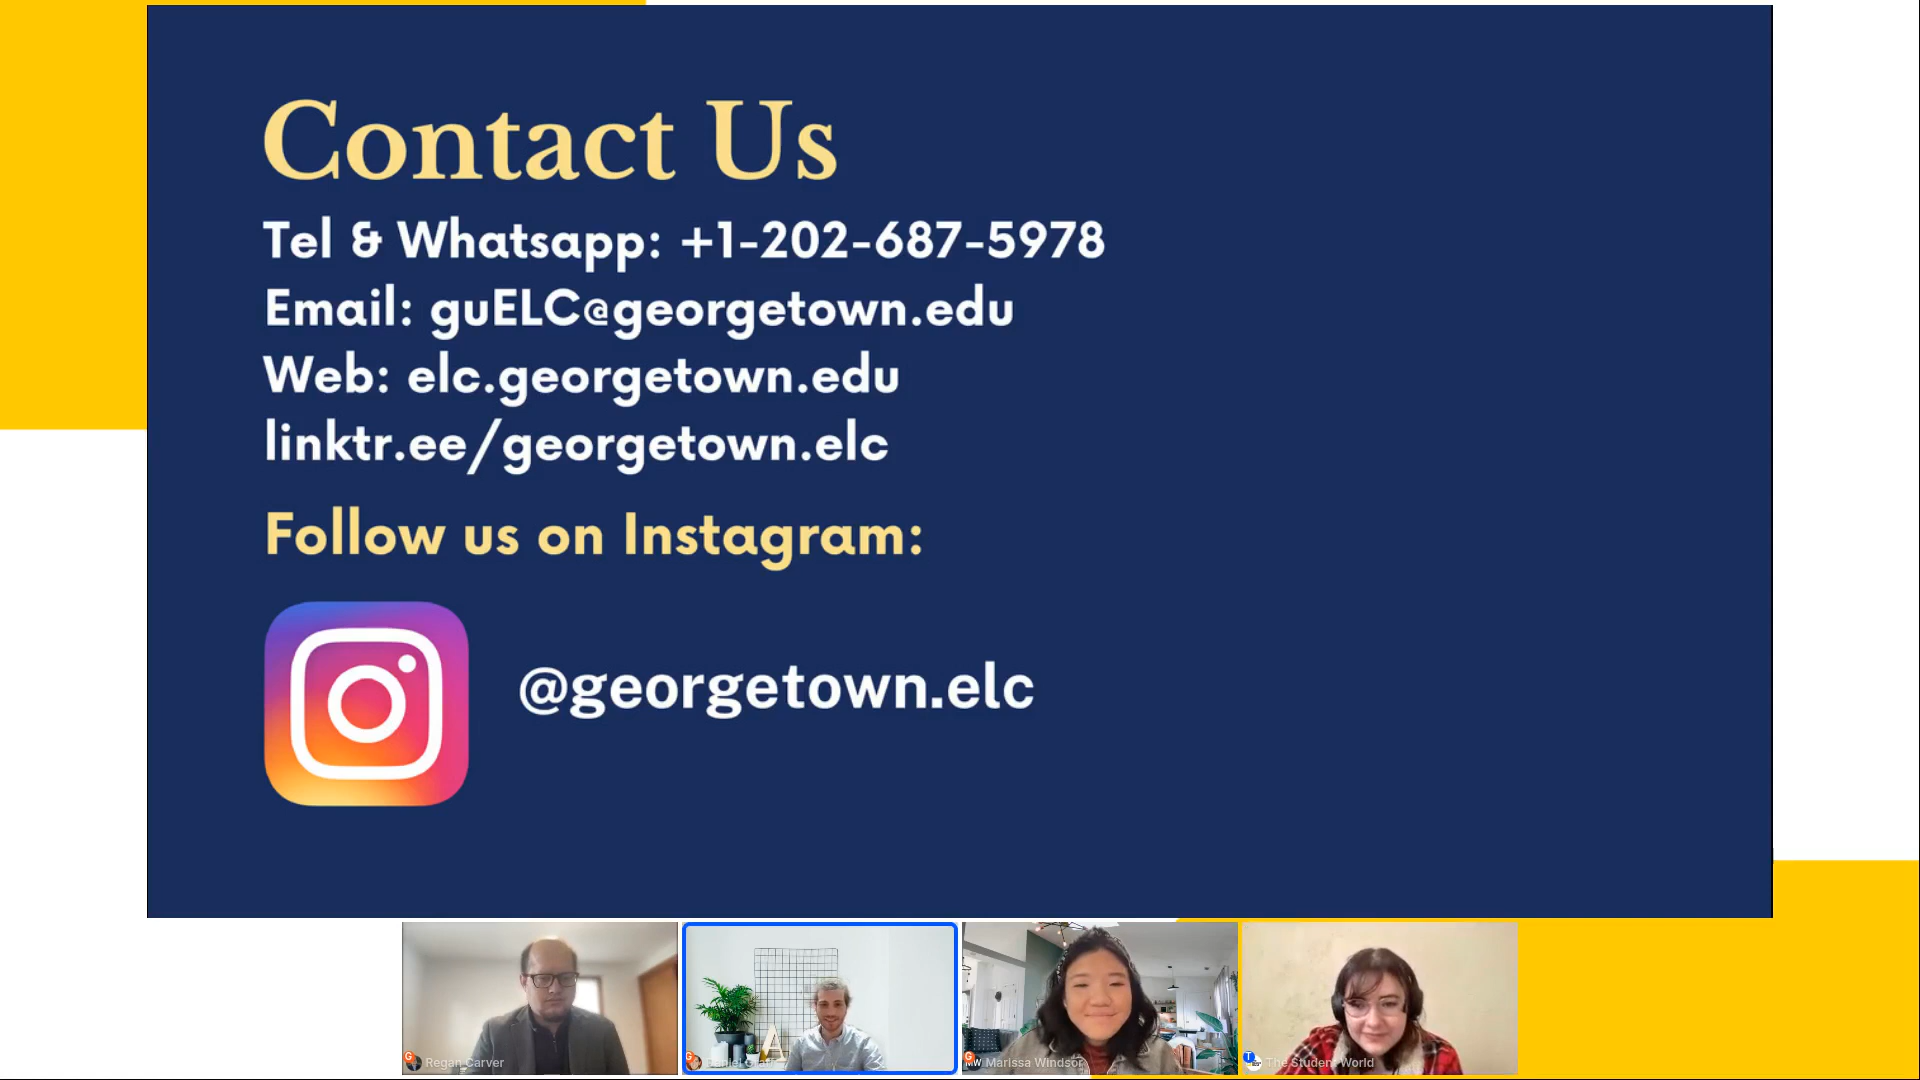 Contact Us
Tel & Whatsapp: +1-202-687-5978
Email: guELC@georgetown.edu
Web: elc.georgetown.edu
linktr.ee/georgetown.elc
Follow us on Instagram:
@georgetown.elc
Regan Carver
Marissa Windsor
The Student World